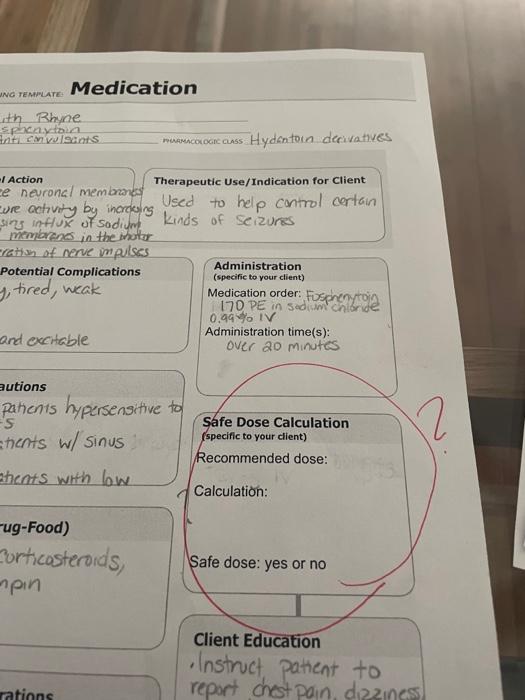 ING TEMPLATE: Medication
ith Rhyne
sphenytoin
Anti convulsants
PHARMACOLOGIC CLASS Hydantoin derivatives
l Action
e neuronal membranes
ure activity by increasing
sing influx of Sodium
membranes in the motor
ration of nerve impulses
Therapeutic Use/Indication for Client
Used to help control certain
kinds of seizures
Potential Complications
y, tired, weak
and excitable
Administration
(specific to your client)
Medication order: Fosphenytoin
170 PE in sodium chloride
0.99% IV
Administration time(s):
over 20 minutes
autions
patients hypersensitive to
s
tients w/ sinus
atients with low
Safe Dose Calculation
(specific to your client)
Recommended dose:
Calculation:
Safe dose: yes or no
?
rug-Food)
corticosteroids,
mpin
Client Education
• Instruct patient to
report chest pain, dizziness
rations